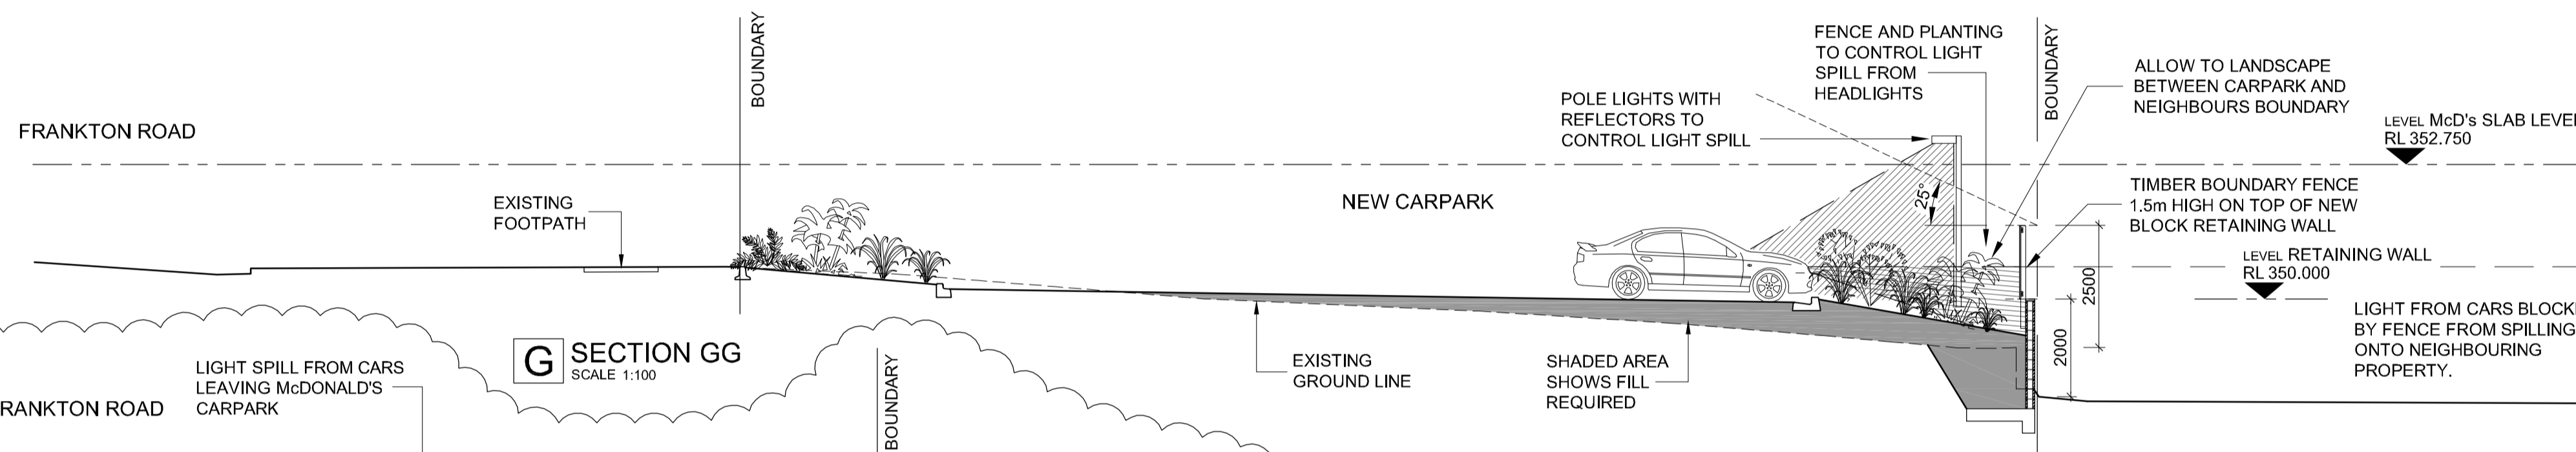 FRANKTON ROAD
BOUNDARY
EXISTING
FOOTPATH
NEW CARPARK
POLE LIGHTS WITH
REFLECTORS TO
CONTROL LIGHT SPILL
FENCE AND PLANTING
TO CONTROL LIGHT
SPILL FROM
HEADLIGHTS
25°
BOUNDARY
ALLOW TO LANDSCAPE
BETWEEN CARPARK AND
NEIGHBOURS BOUNDARY
LEVEL McD's SLAB LEVEL
RL 352.750
TIMBER BOUNDARY FENCE
1.5m HIGH ON TOP OF NEW
BLOCK RETAINING WALL
LEVEL RETAINING WALL
RL 350.000
2500
2000
LIGHT FROM CARS BLOCK
BY FENCE FROM SPILLING
ONTO NEIGHBOURING
PROPERTY.
EXISTING
GROUND LINE
SHADED AREA
SHOWS FILL
REQUIRED
G SECTION GG
SCALE 1:100
LIGHT SPILL FROM CARS
LEAVING McDONALD'S
CARPARK
RANKTON ROAD
BOUNDARY